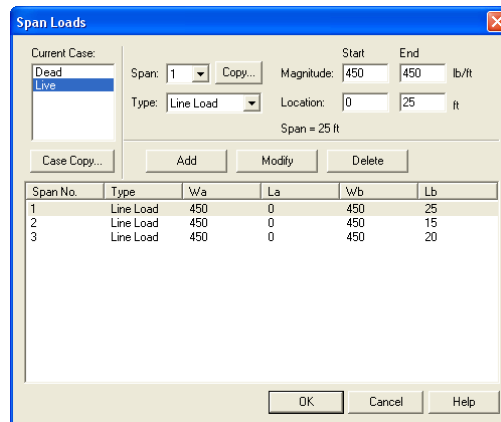 Span Loads
Current Case:
Dead
Live
Case Copy...
Span: 1 Copy...
Type: Line Load
Start End
Magnitude: 450 450 lb/ft
Location: 0 25 ft
Span = 25 ft
Add Modify Delete
Span No. Type Wa La Wb Lb
1 Line Load 450 0 450 25
2 Line Load 450 0 450 15
3 Line Load 450 0 450 20
OK Cancel Help